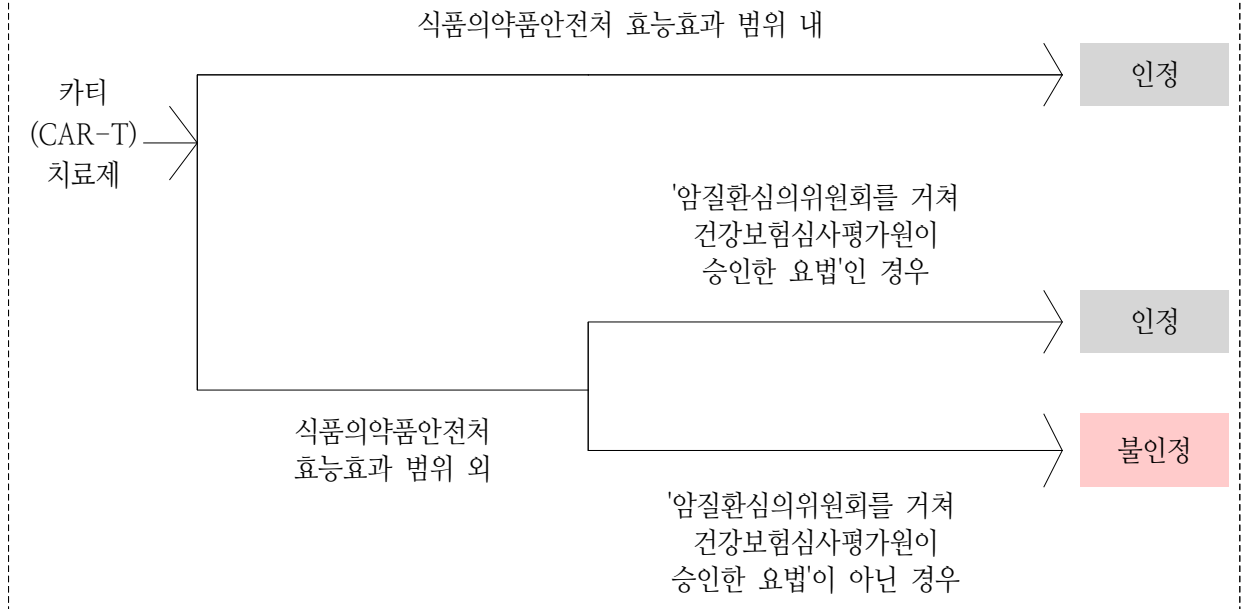 식품의약품안전처 효능효과 범위 내
인정
카티
(CAR-T)
치료제
'암질환심의위원회를 거쳐
건강보험심사평가원이
승인한 요법'인 경우
인정
식품의약품안전처
효능효과 범위 외
불인정
'암질환심의위원회를 거쳐
건강보험심사평가원이
승인한 요법'이 아닌 경우